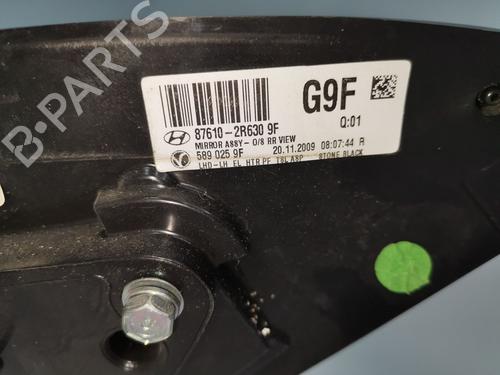 G9F
87610-2R630 9F
Q:01
MIRROR ASSY - O/S RR VIEW
589 025 9F 20.11.2009 08:07:44 R
LHD-LH EL HTR PF TSL ASP STONE BLACK
B-PARTS